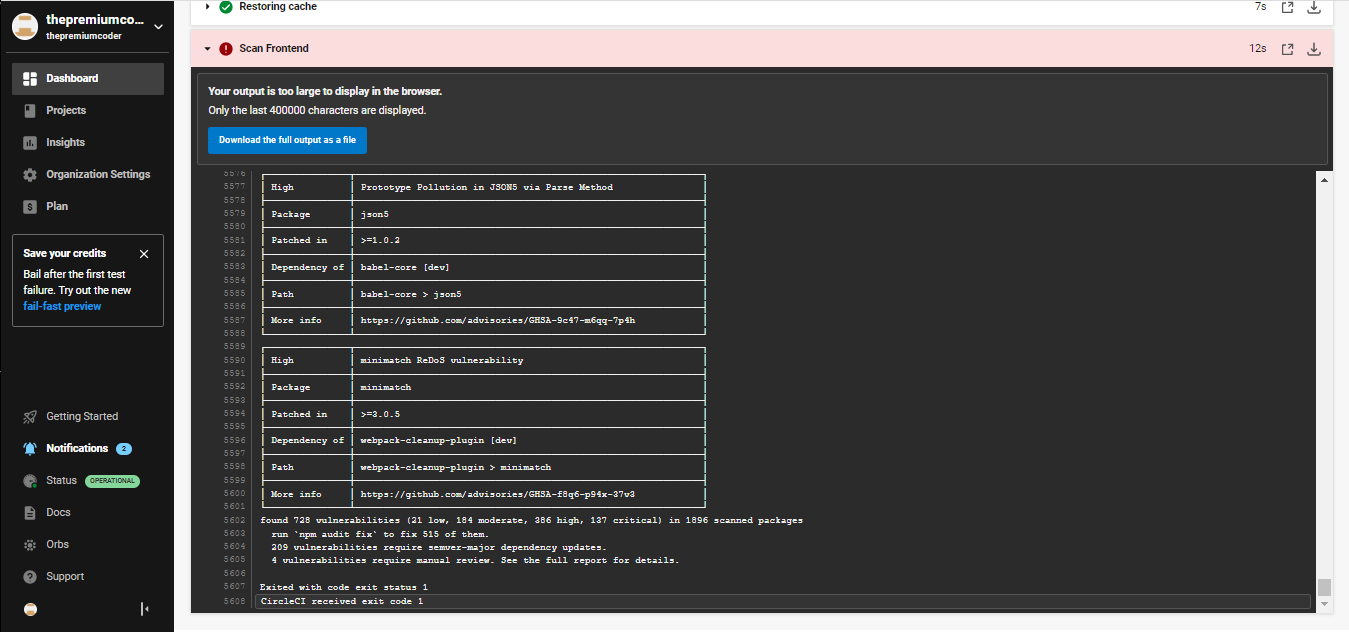 thepremiumco...
thepremiumcoder
Dashboard
Projects
Insights
Organization Settings
$ Plan
Save your credits
Bail after the first test
failure. Try out the new
fail-fast preview
Getting Started
Notifications 2
Status OPERATIONAL
Docs
Orbs
? Support
Restoring cache 7s
! Scan Frontend 12s
Your output is too large to display in the browser.
Only the last 400000 characters are displayed.
Download the full output as a file
5576
5577 High Prototype Pollution in JSON5 via Parse Method
5578
5579 Package json5
5580
5581 Patched in >=1.0.2
5582
5583 Dependency of babel-core [dev]
5584
5585 Path babel-core > json5
5586
5587 More info https://github.com/advisories/GHSA-9c47-m6qq-7p4h
5588
5589
5590 High minimatch ReDoS vulnerability
5591
5592 Package minimatch
5593
5594 Patched in >=3.0.5
5595
5596 Dependency of webpack-cleanup-plugin [dev]
5597
5598 Path webpack-cleanup-plugin > minimatch
5599
5600 More info https://github.com/advisories/GHSA-f8q6-p94x-37v3
5601
5602 found 728 vulnerabilities (21 low, 184 moderate, 386 high, 137 critical) in 1896 scanned packages
5603 run `npm audit fix` to fix 515 of them.
5604 209 vulnerabilities require semver-major dependency updates.
5605 4 vulnerabilities require manual review. See the full report for details.
5606
5607 Exited with code exit status 1
5608 CircleCI received exit code 1